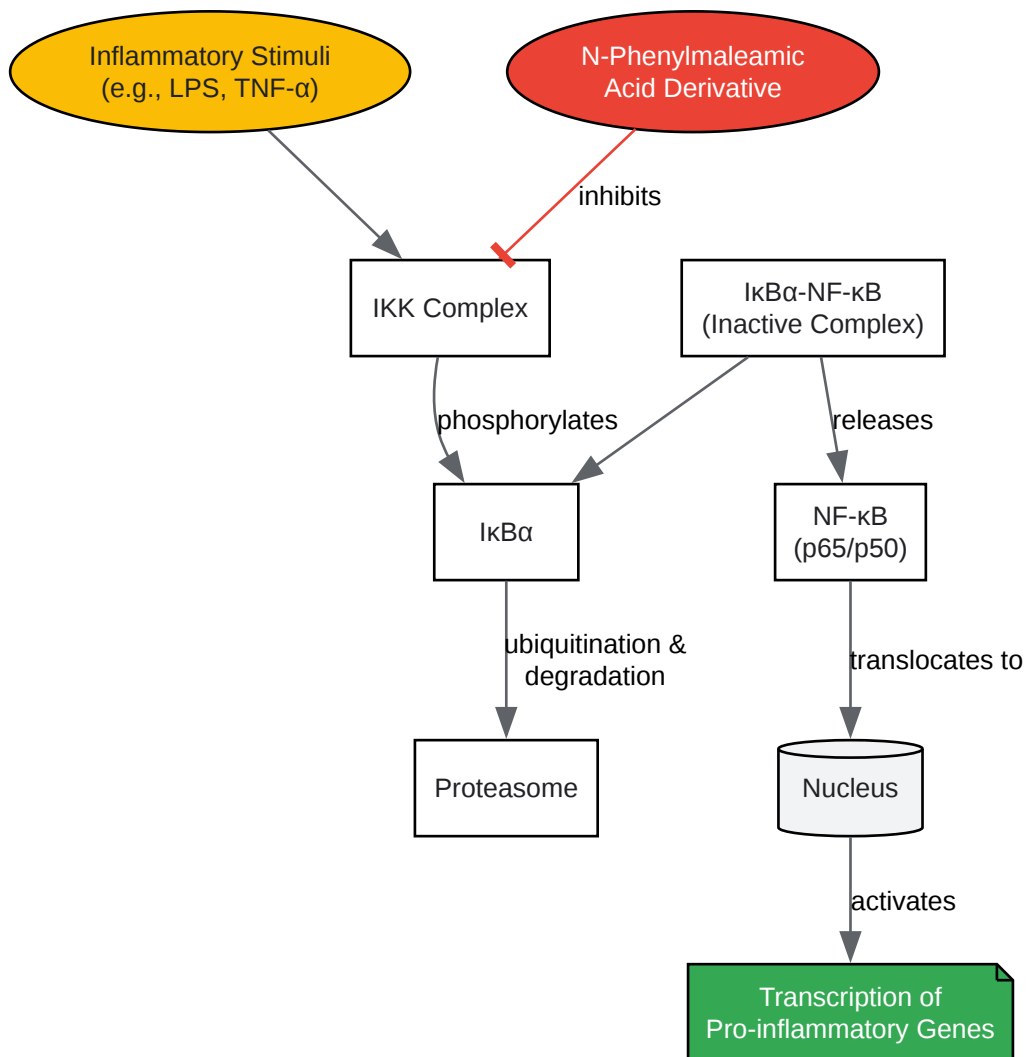 Inflammatory Stimuli
(e.g., LPS, TNF-α)
N-Phenylmaleamic
Acid Derivative
inhibits
IKK Complex
IκBα-NF-κB
(Inactive Complex)
phosphorylates
releases
IκBα
NF-κB
(p65/p50)
ubiquitination &
degradation
translocates to
Proteasome
Nucleus
activates
Transcription of
Pro-inflammatory Genes